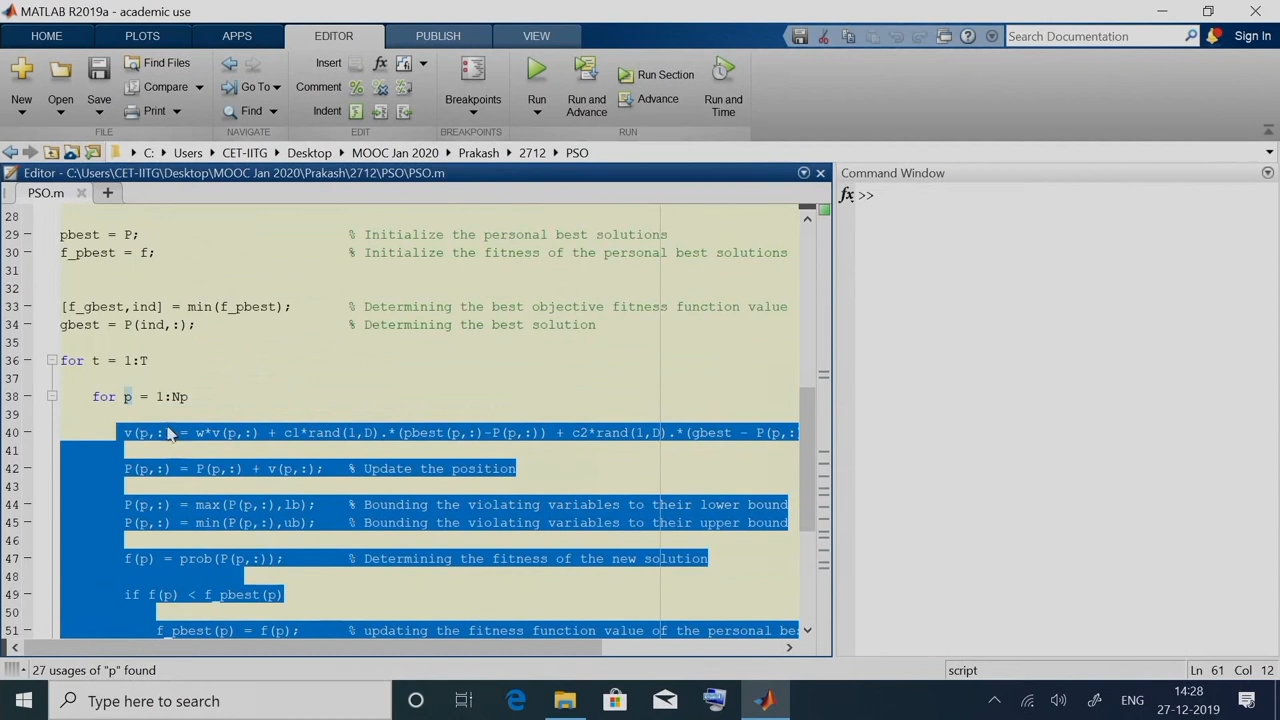 MATLAB R2019a - academic use
HOME PLOTS APPS EDITOR PUBLISH VIEW Search Documentation Sign In
New Open Save Find Files Compare Print
Insert fx Comment % Indent Go To Find
Breakpoints Run Run and Advance Run Section Advance Run and Time
FILE NAVIGATE EDIT BREAKPOINTS RUN
C: Users CET-IITG Desktop MOOC Jan 2020 Prakash 2712 PSO
Editor - C:\Users\CET-IITG\Desktop\MOOC Jan 2020\Prakash\2712\PSO\PSO.m
Command Window
PSO.m
fx >>
28
29 pbest = P; % Initialize the personal best solutions
30 f_pbest = f; % Initialize the fitness of the personal best solutions
31
32
33 [f_gbest,ind] = min(f_pbest); % Determining the best objective fitness function value
34 gbest = P(ind,:); % Determining the best solution
35
36 for t = 1:T
37
38 for p = 1:Np
39
40 v(p,:) = w*v(p,:) + c1*rand(1,D).*(pbest(p,:)-P(p,:)) + c2*rand(1,D).*(gbest - P(p,:
41
42 P(p,:) = P(p,:) + v(p,:); % Update the position
43
44 P(p,:) = max(P(p,:),lb); % Bounding the violating variables to their lower bound
45 P(p,:) = min(P(p,:),ub); % Bounding the violating variables to their upper bound
46
47 f(p) = prob(P(p,:)); % Determining the fitness of the new solution
48
49 if f(p) < f_pbest(p)
50
51 f_pbest(p) = f(p); % updating the fitness function value of the personal bes
27 usages of "p" found script Ln 61 Col 12
Type here to search ENG 14:28
27-12-2019